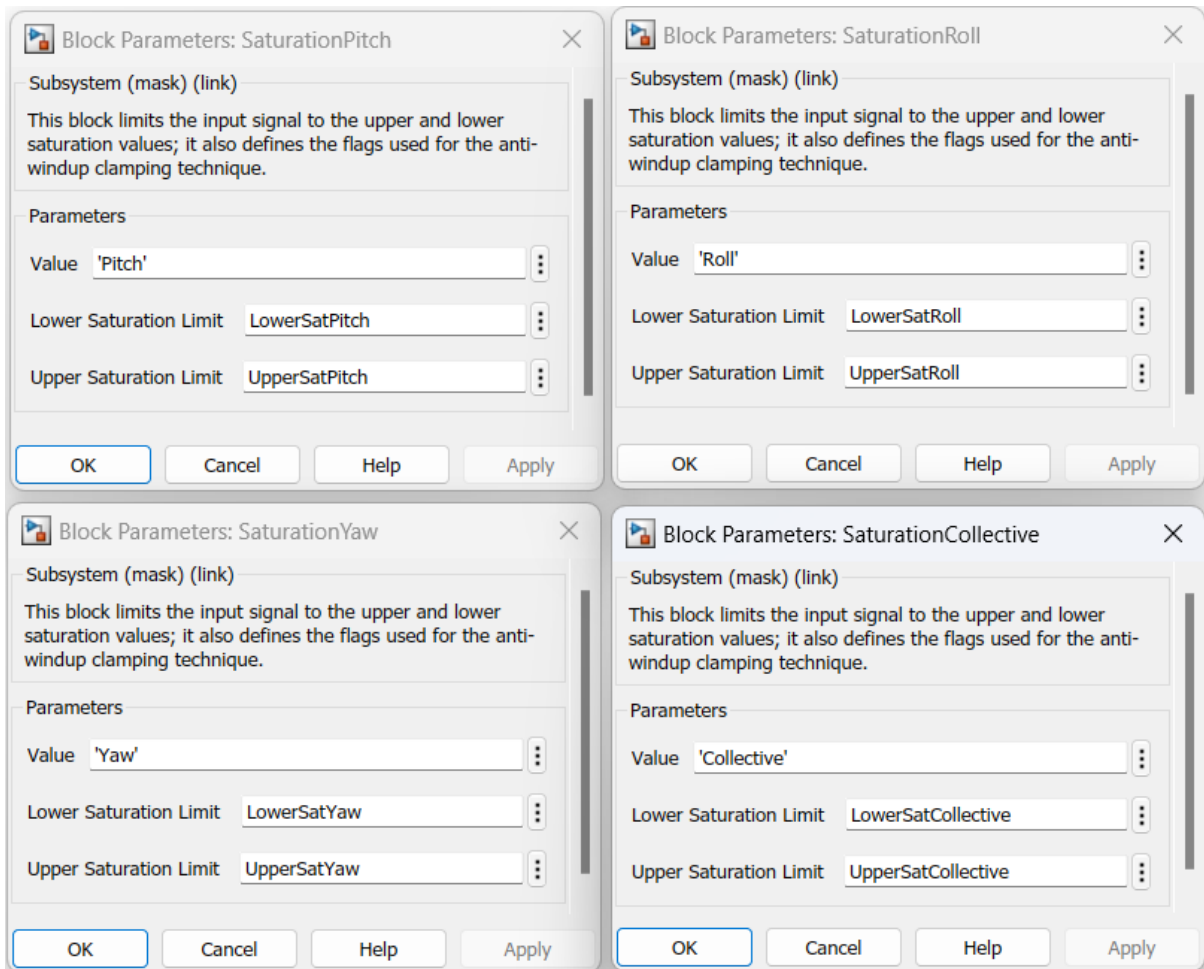 Block Parameters: SaturationPitch
Subsystem (mask) (link)
This block limits the input signal to the upper and lower
saturation values; it also defines the flags used for the anti-
windup clamping technique.
Parameters
Value 'Pitch'
Lower Saturation Limit LowerSatPitch
Upper Saturation Limit UpperSatPitch
OK Cancel Help Apply
Block Parameters: SaturationRoll
Subsystem (mask) (link)
This block limits the input signal to the upper and lower
saturation values; it also defines the flags used for the anti-
windup clamping technique.
Parameters
Value 'Roll'
Lower Saturation Limit LowerSatRoll
Upper Saturation Limit UpperSatRoll
OK Cancel Help Apply
Block Parameters: SaturationYaw
Subsystem (mask) (link)
This block limits the input signal to the upper and lower
saturation values; it also defines the flags used for the anti-
windup clamping technique.
Parameters
Value 'Yaw'
Lower Saturation Limit LowerSatYaw
Upper Saturation Limit UpperSatYaw
OK Cancel Help Apply
Block Parameters: SaturationCollective
Subsystem (mask) (link)
This block limits the input signal to the upper and lower
saturation values; it also defines the flags used for the anti-
windup clamping technique.
Parameters
Value 'Collective'
Lower Saturation Limit LowerSatCollective
Upper Saturation Limit UpperSatCollective
OK Cancel Help Apply